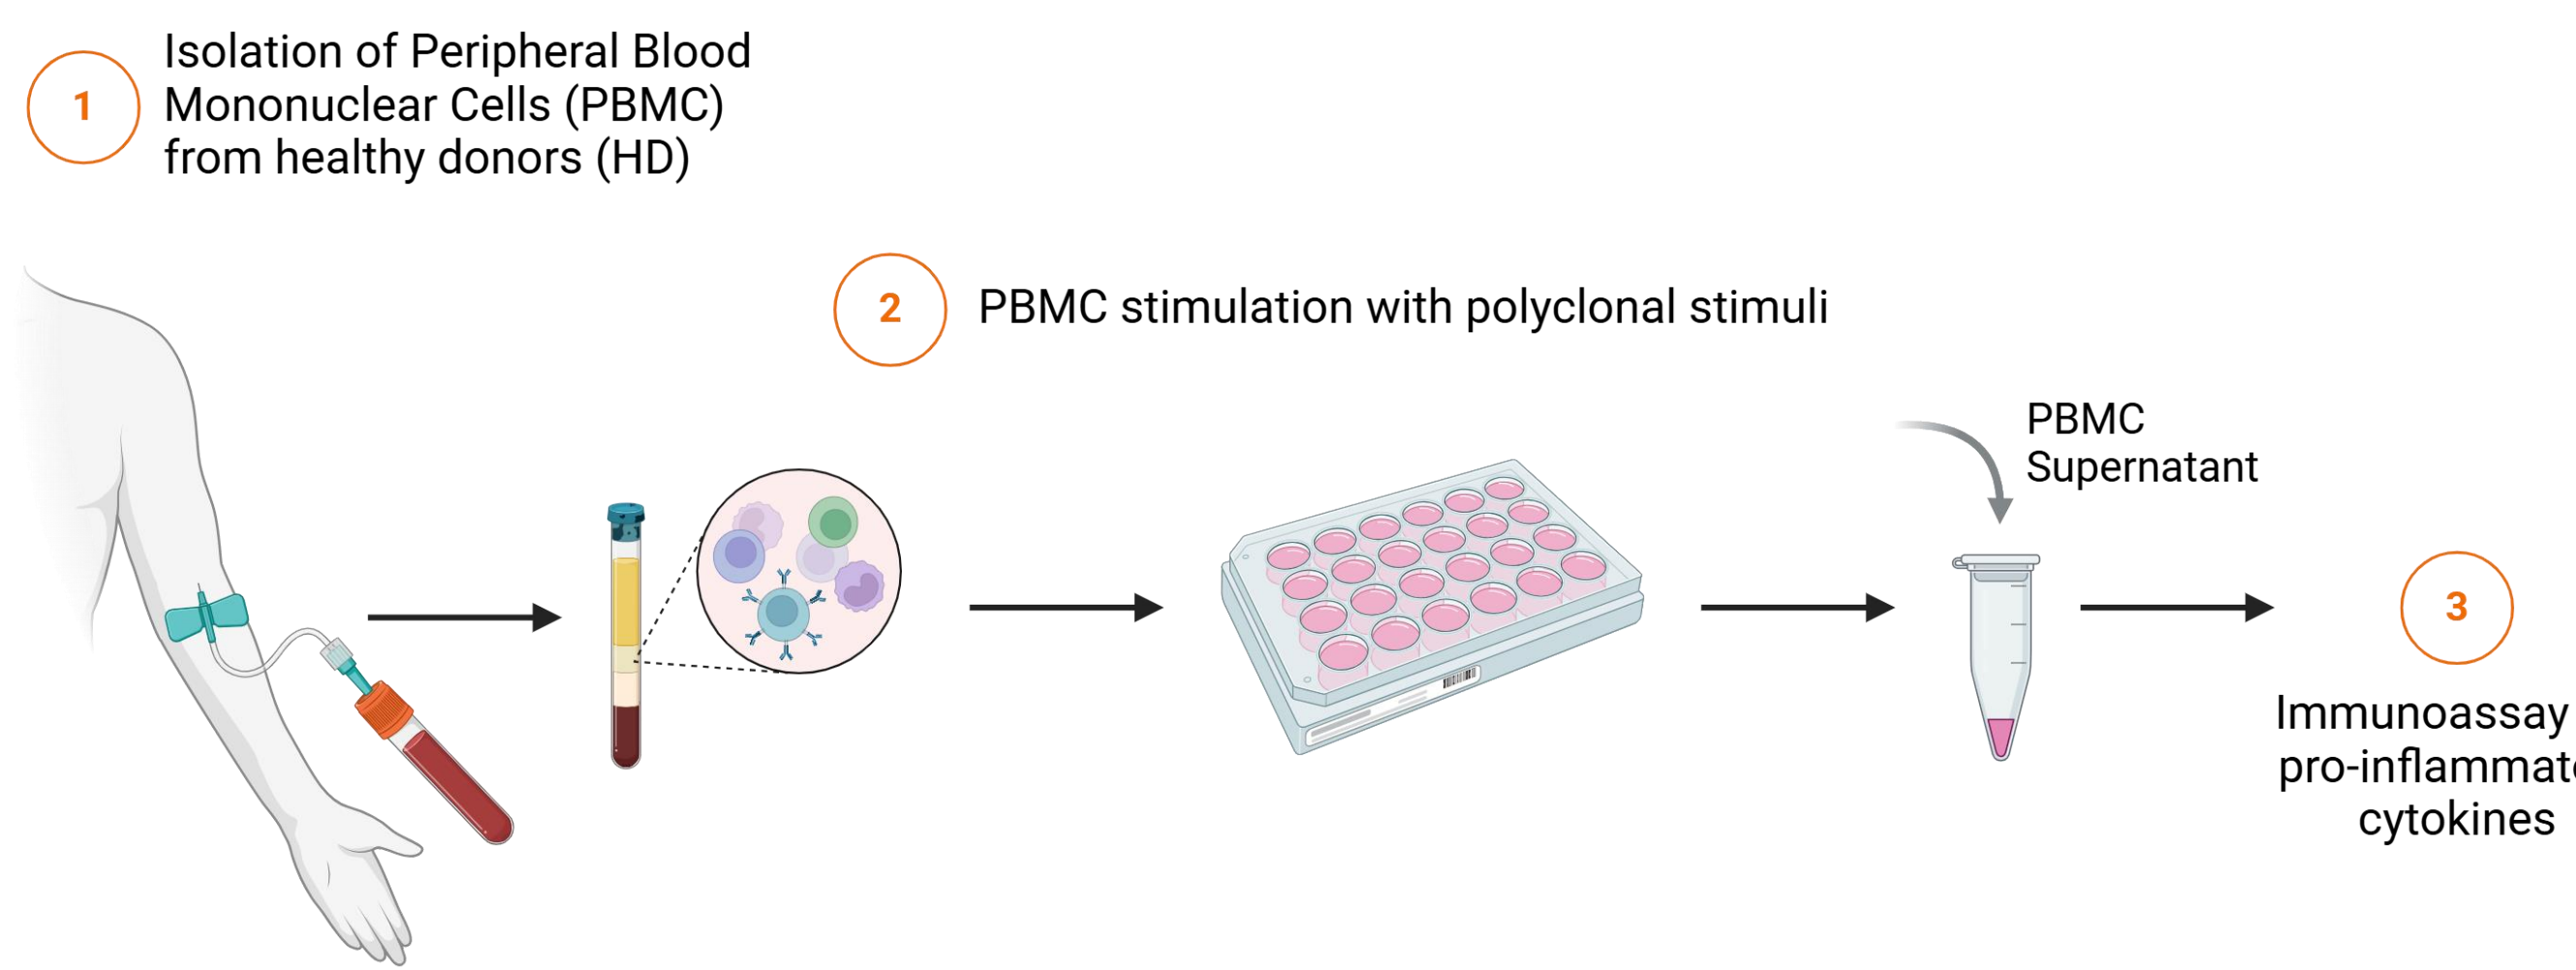 1
Isolation of Peripheral Blood
Mononuclear Cells (PBMC)
from healthy donors (HD)
2
PBMC stimulation with polyclonal stimuli
PBMC
Supernatant
3
Immunoassay
cytokines